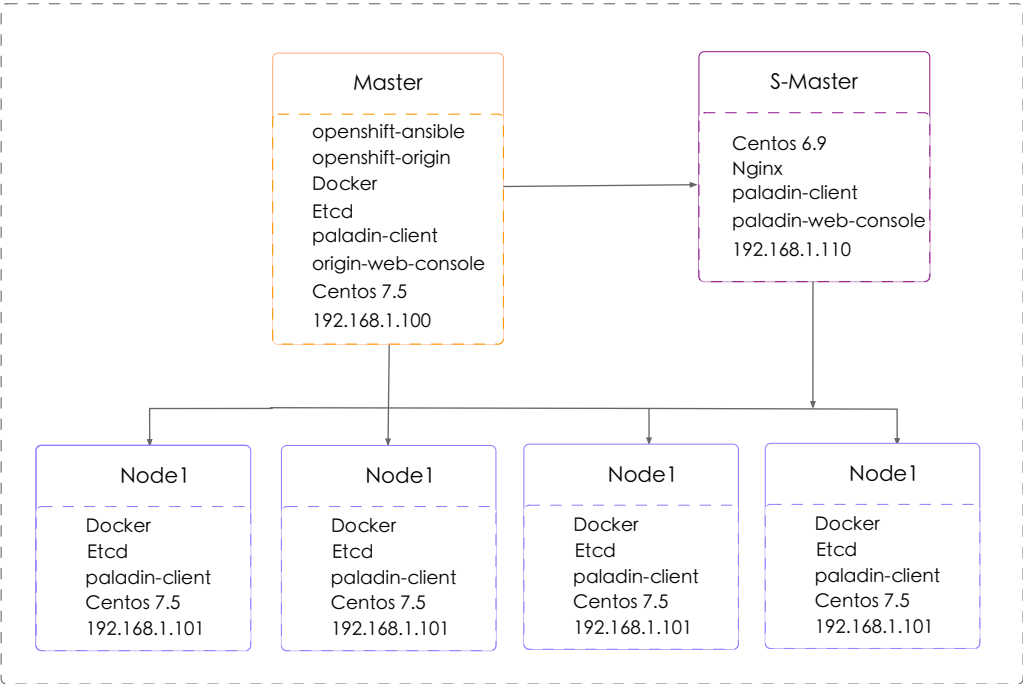 Master
openshift-ansible
openshift-origin
Docker
Etcd
paladin-client
origin-web-console
Centos 7.5
192.168.1.100
S-Master
Centos 6.9
Nginx
paladin-client
paladin-web-console
192.168.1.110
Node1
Docker
Etcd
paladin-client
Centos 7.5
192.168.1.101
Node1
Docker
Etcd
paladin-client
Centos 7.5
192.168.1.101
Node1
Docker
Etcd
paladin-client
Centos 7.5
192.168.1.101
Node1
Docker
Etcd
paladin-client
Centos 7.5
192.168.1.101